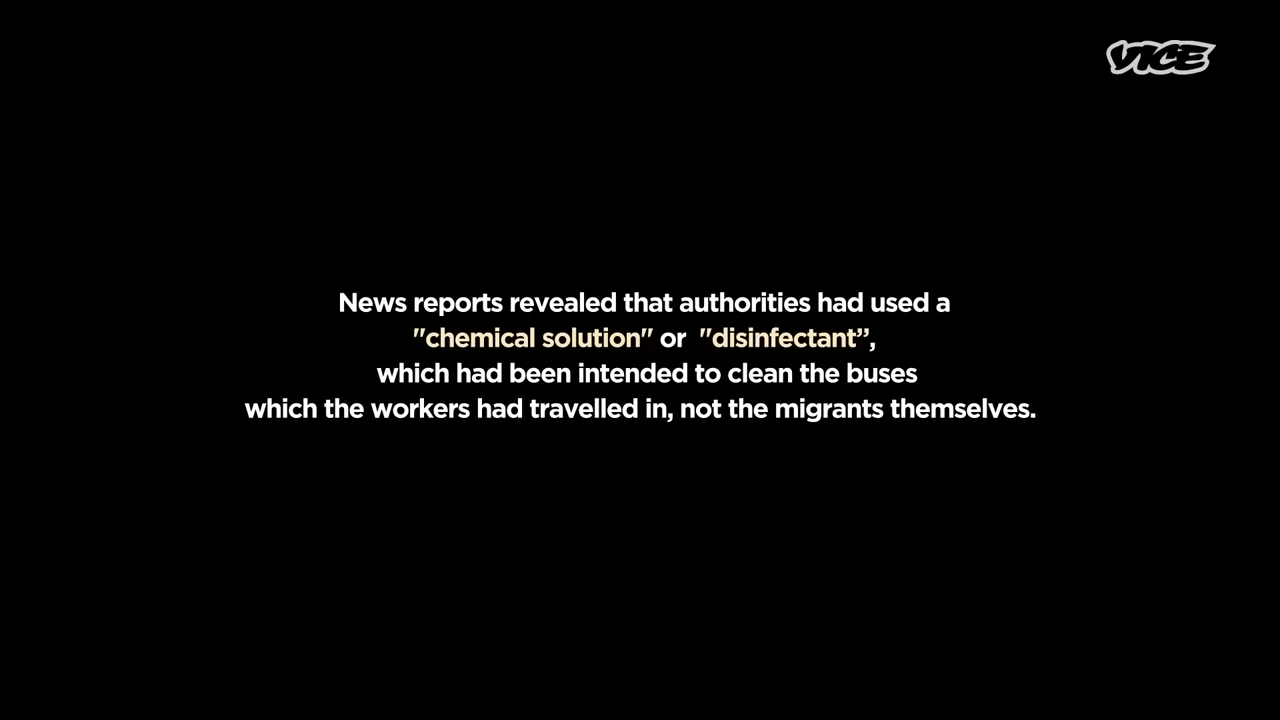 VICE
News reports revealed that authorities had used a
"chemical solution" or "disinfectant”,
which had been intended to clean the buses
which the workers had travelled in, not the migrants themselves.